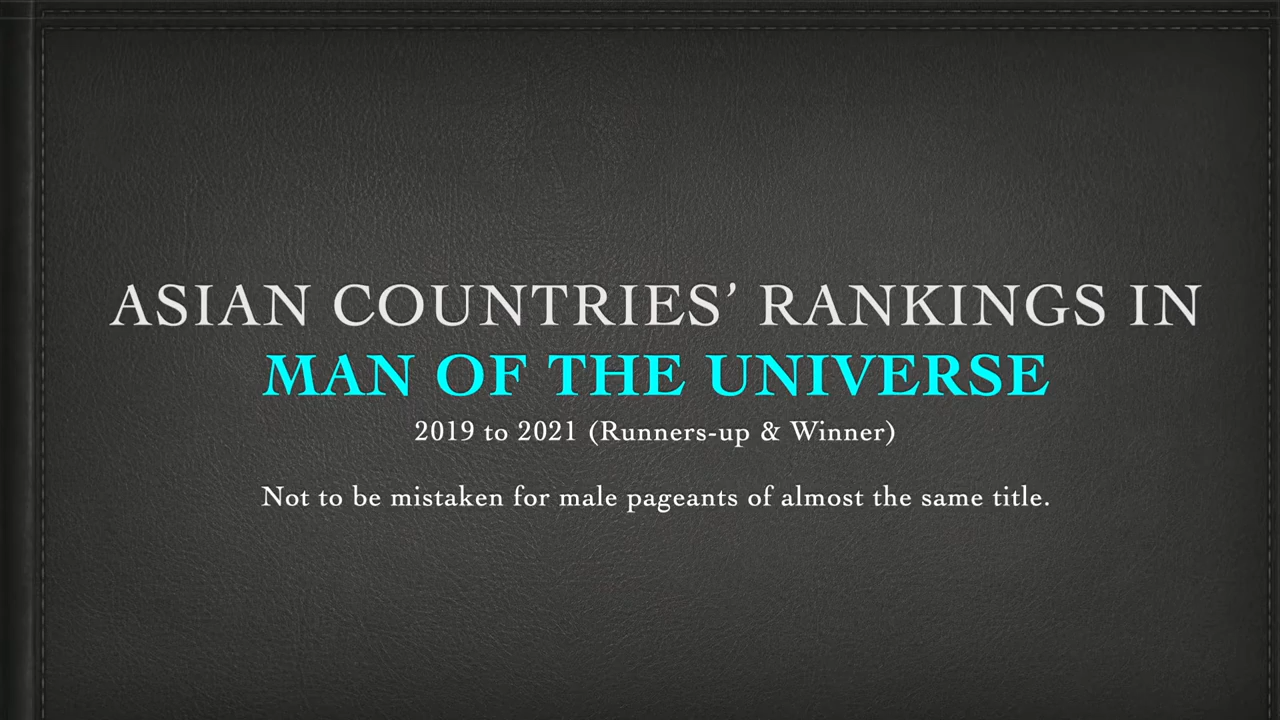 ASIAN COUNTRIES’ RANKINGS IN
MAN OF THE UNIVERSE
2019 to 2021 (Runners-up & Winner)
Not to be mistaken for male pageants of almost the same title.